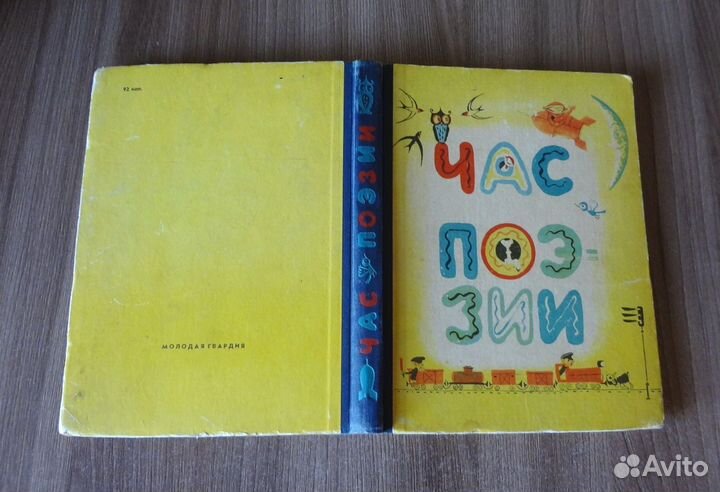 92 коп.
МОЛОДАЯ ГВАРДИЯ
ЧАС ПОЭЗИИ
ЧАС
ПОЭ-
ЗИИ
Avito